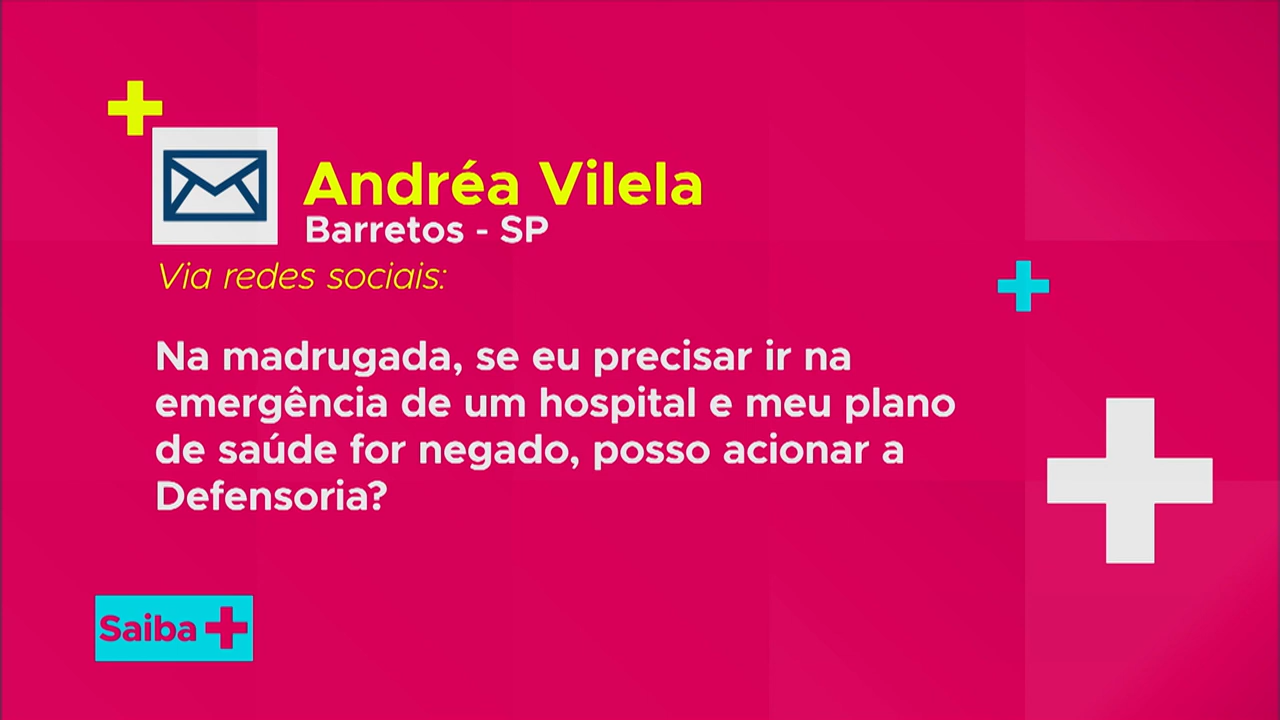 Andréa Vilela
Barretos - SP
Via redes sociais:
Na madrugada, se eu precisar ir na
emergência de um hospital e meu plano
de saúde for negado, posso acionar a
Defensoria?
Saiba +